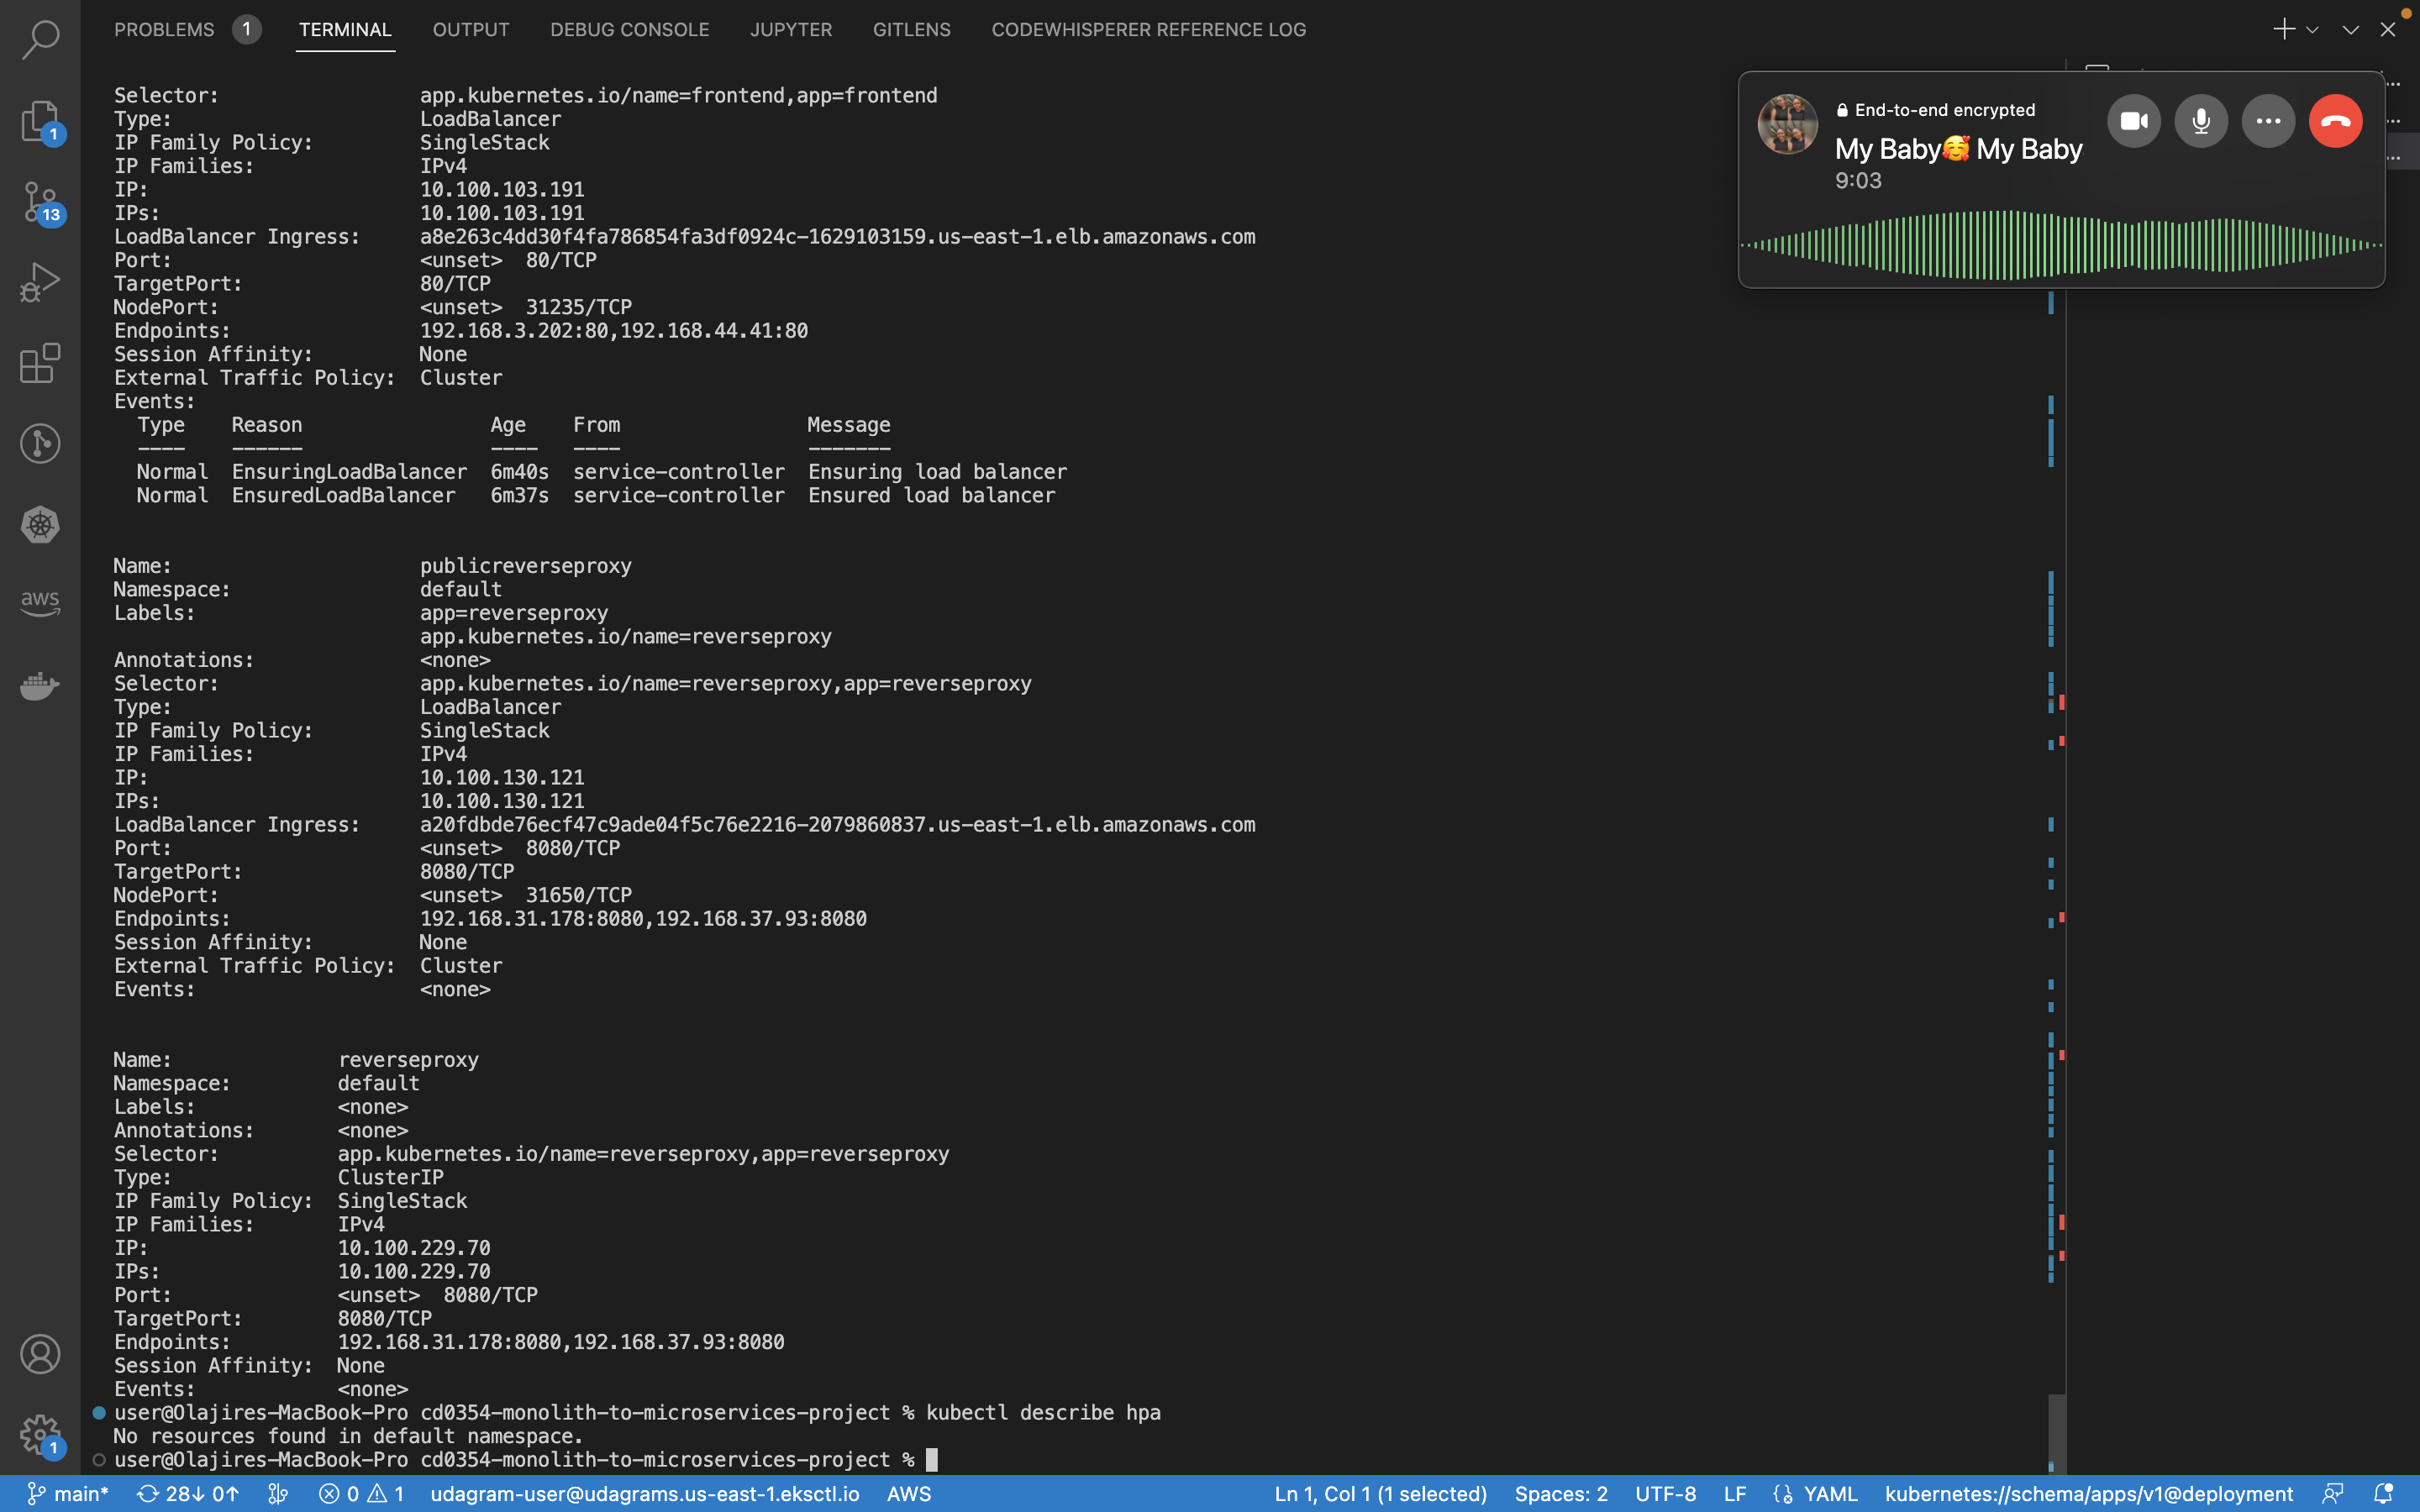 PROBLEMS 1 TERMINAL OUTPUT DEBUG CONSOLE JUPYTER GITLENS CODEWHISPERER REFERENCE LOG
End-to-end encrypted
My Baby🥰 My Baby
9:03
1
13
aws
1
Selector: app.kubernetes.io/name=frontend,app=frontend
Type: LoadBalancer
IP Family Policy: SingleStack
IP Families: IPv4
IP: 10.100.103.191
IPs: 10.100.103.191
LoadBalancer Ingress: a8e263c4dd30f4fa786854fa3df0924c-1629103159.us-east-1.elb.amazonaws.com
Port: <unset> 80/TCP
TargetPort: 80/TCP
NodePort: <unset> 31235/TCP
Endpoints: 192.168.3.202:80,192.168.44.41:80
Session Affinity: None
External Traffic Policy: Cluster
Events:
Type Reason Age From Message
---- ------ ---- ---- -------
Normal EnsuringLoadBalancer 6m40s service-controller Ensuring load balancer
Normal EnsuredLoadBalancer 6m37s service-controller Ensured load balancer
Name: publicreverseproxy
Namespace: default
Labels: app=reverseproxy
app.kubernetes.io/name=reverseproxy
Annotations: <none>
Selector: app.kubernetes.io/name=reverseproxy,app=reverseproxy
Type: LoadBalancer
IP Family Policy: SingleStack
IP Families: IPv4
IP: 10.100.130.121
IPs: 10.100.130.121
LoadBalancer Ingress: a20fdbde76ecf47c9ade04f5c76e2216-2079860837.us-east-1.elb.amazonaws.com
Port: <unset> 8080/TCP
TargetPort: 8080/TCP
NodePort: <unset> 31650/TCP
Endpoints: 192.168.31.178:8080,192.168.37.93:8080
Session Affinity: None
External Traffic Policy: Cluster
Events: <none>
Name: reverseproxy
Namespace: default
Labels: <none>
Annotations: <none>
Selector: app.kubernetes.io/name=reverseproxy,app=reverseproxy
Type: ClusterIP
IP Family Policy: SingleStack
IP Families: IPv4
IP: 10.100.229.70
IPs: 10.100.229.70
Port: <unset> 8080/TCP
TargetPort: 8080/TCP
Endpoints: 192.168.31.178:8080,192.168.37.93:8080
Session Affinity: None
Events: <none>
user@Olajires-MacBook-Pro cd0354-monolith-to-microservices-project % kubectl describe hpa
No resources found in default namespace.
user@Olajires-MacBook-Pro cd0354-monolith-to-microservices-project %
main* 28↓ 0↑ 0 1 udagram-user@udagrams.us-east-1.eksctl.io AWS Ln 1, Col 1 (1 selected) Spaces: 2 UTF-8 LF YAML kubernetes://schema/apps/v1@deployment